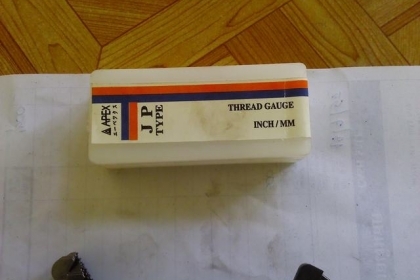 APEX
JP
TYPE
THREAD GAUGE
INCH / MM